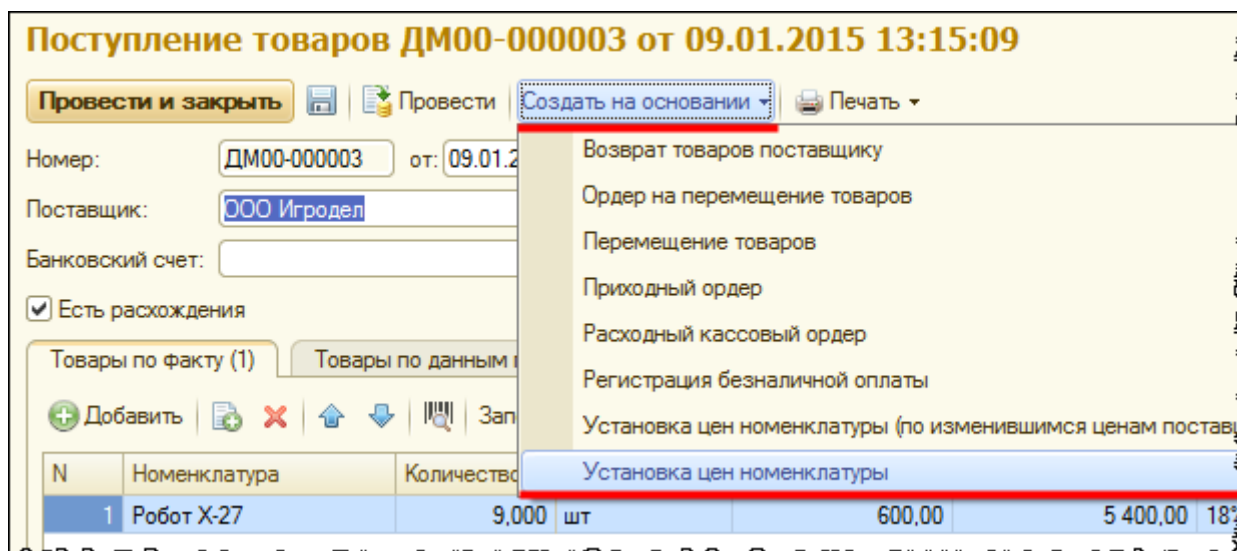 Поступление товаров ДМ00-000003 от 09.01.2015 13:15:09
Провести и закрыть Провести Создать на основании Печать
Номер: ДМ00-000003 от: 09.01.2
Возврат товаров поставщику
Ордер на перемещение товаров
Поставщик: ООО Игродел
Перемещение товаров
Банковский счет:
Приходный ордер
Есть расхождения
Расходный кассовый ордер
Товары по факту (1) Товары по данным
Регистрация безналичной оплаты
Добавить Зап
Установка цен номенклатуры (по изменившимся ценам постав
Установка цен номенклатуры
N Номенклатура Количество
1 Робот Х-27 9,000 шт 600,00 5 400,00 18%